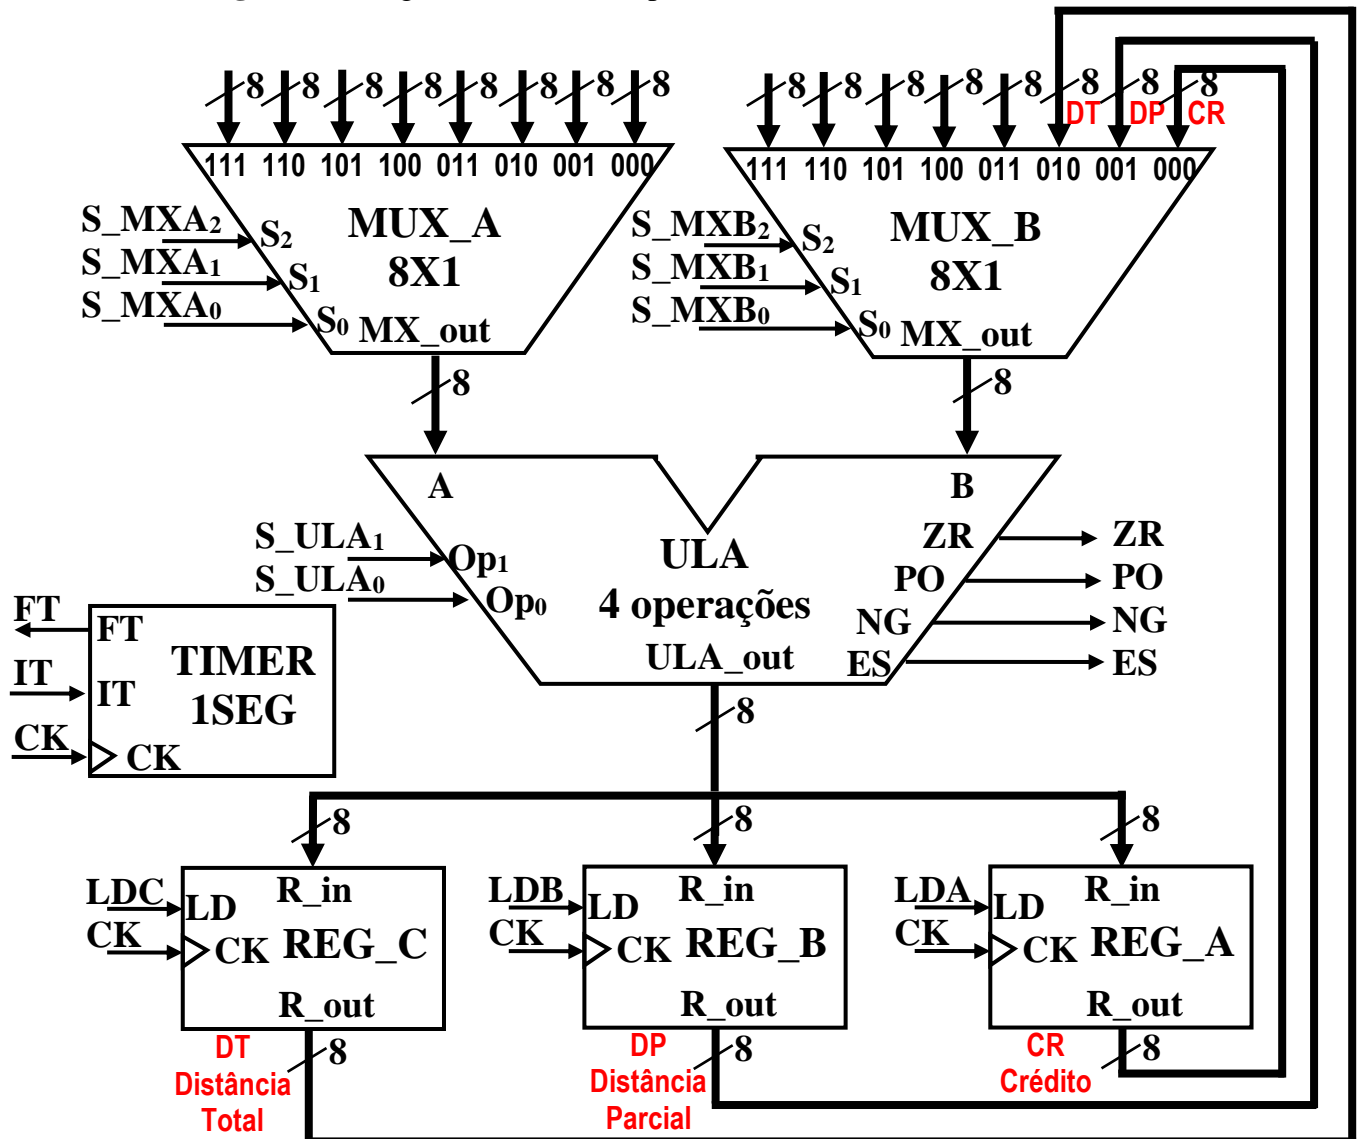 8 8 8 8 8 8 8 8
8 8 8 8 8 8 8 8
DT DP CR
111 110 101 100 011 010 001 000
111 110 101 100 011 010 001 000
S_MXA2 S2
S_MXA1 S1
S_MXA0 S0
MUX_A
8X1
MX_out
S_MXB2 S2
S_MXB1 S1
S_MXB0 S0
MUX_B
8X1
MX_out
8
8
A
B
S_ULA1 Op1
S_ULA0 Op0
ULA
4 operações
ULA_out
ZR ZR
PO PO
NG NG
ES ES
FT FT
IT IT
CK CK
TIMER
1SEG
8
8 8 8
LDC LD R_in
CK CK REG_C
R_out
LDB LD R_in
CK CK REG_B
R_out
LDA LD R_in
CK CK REG_A
R_out
DT
Distância
Total
8
DP
Distância
Parcial
8
CR
Crédito
8